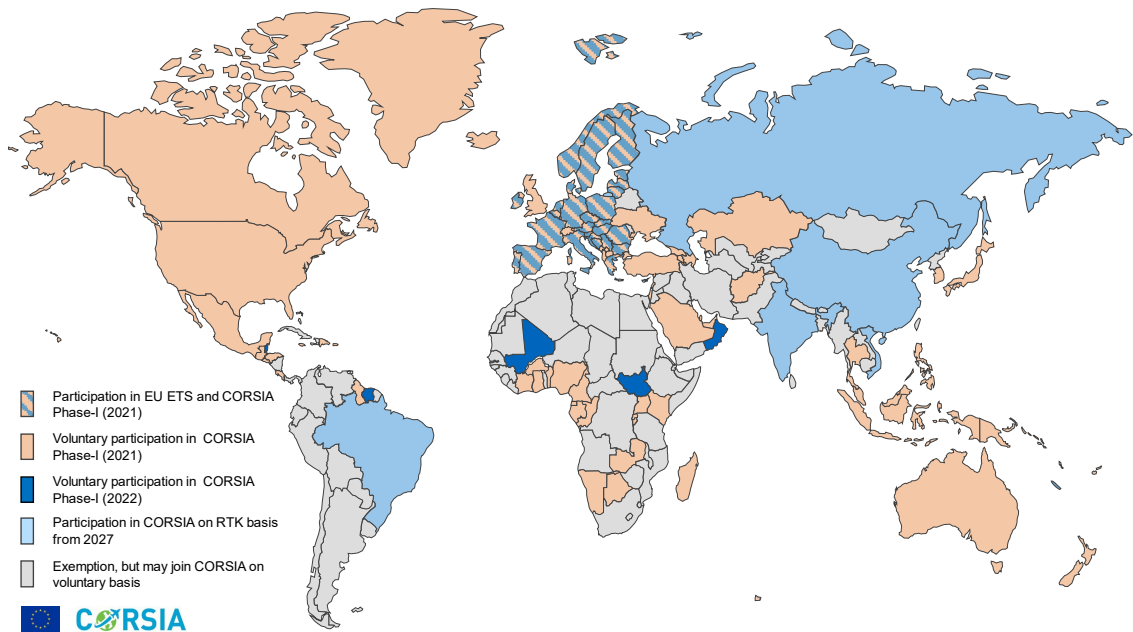 Participation in EU ETS and CORSIA
Phase-I (2021)
Voluntary participation in CORSIA
Phase-I (2021)
Voluntary participation in CORSIA
Phase-I (2022)
Participation in CORSIA on RTK basis
from 2027
Exemption, but may join CORSIA on
voluntary basis
CORSIA